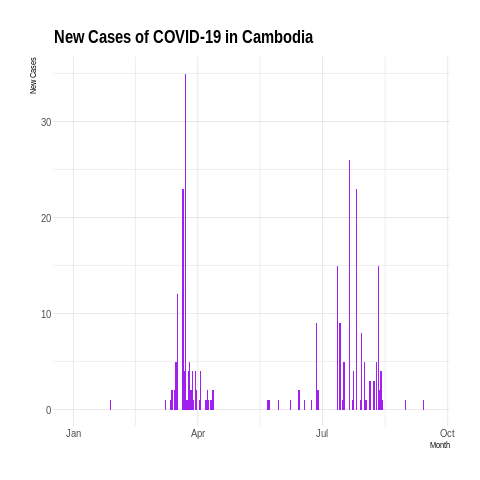 New Cases of COVID-19 in Cambodia
New Cases
30
20
10
0
Jan Apr Jul Oct
Month